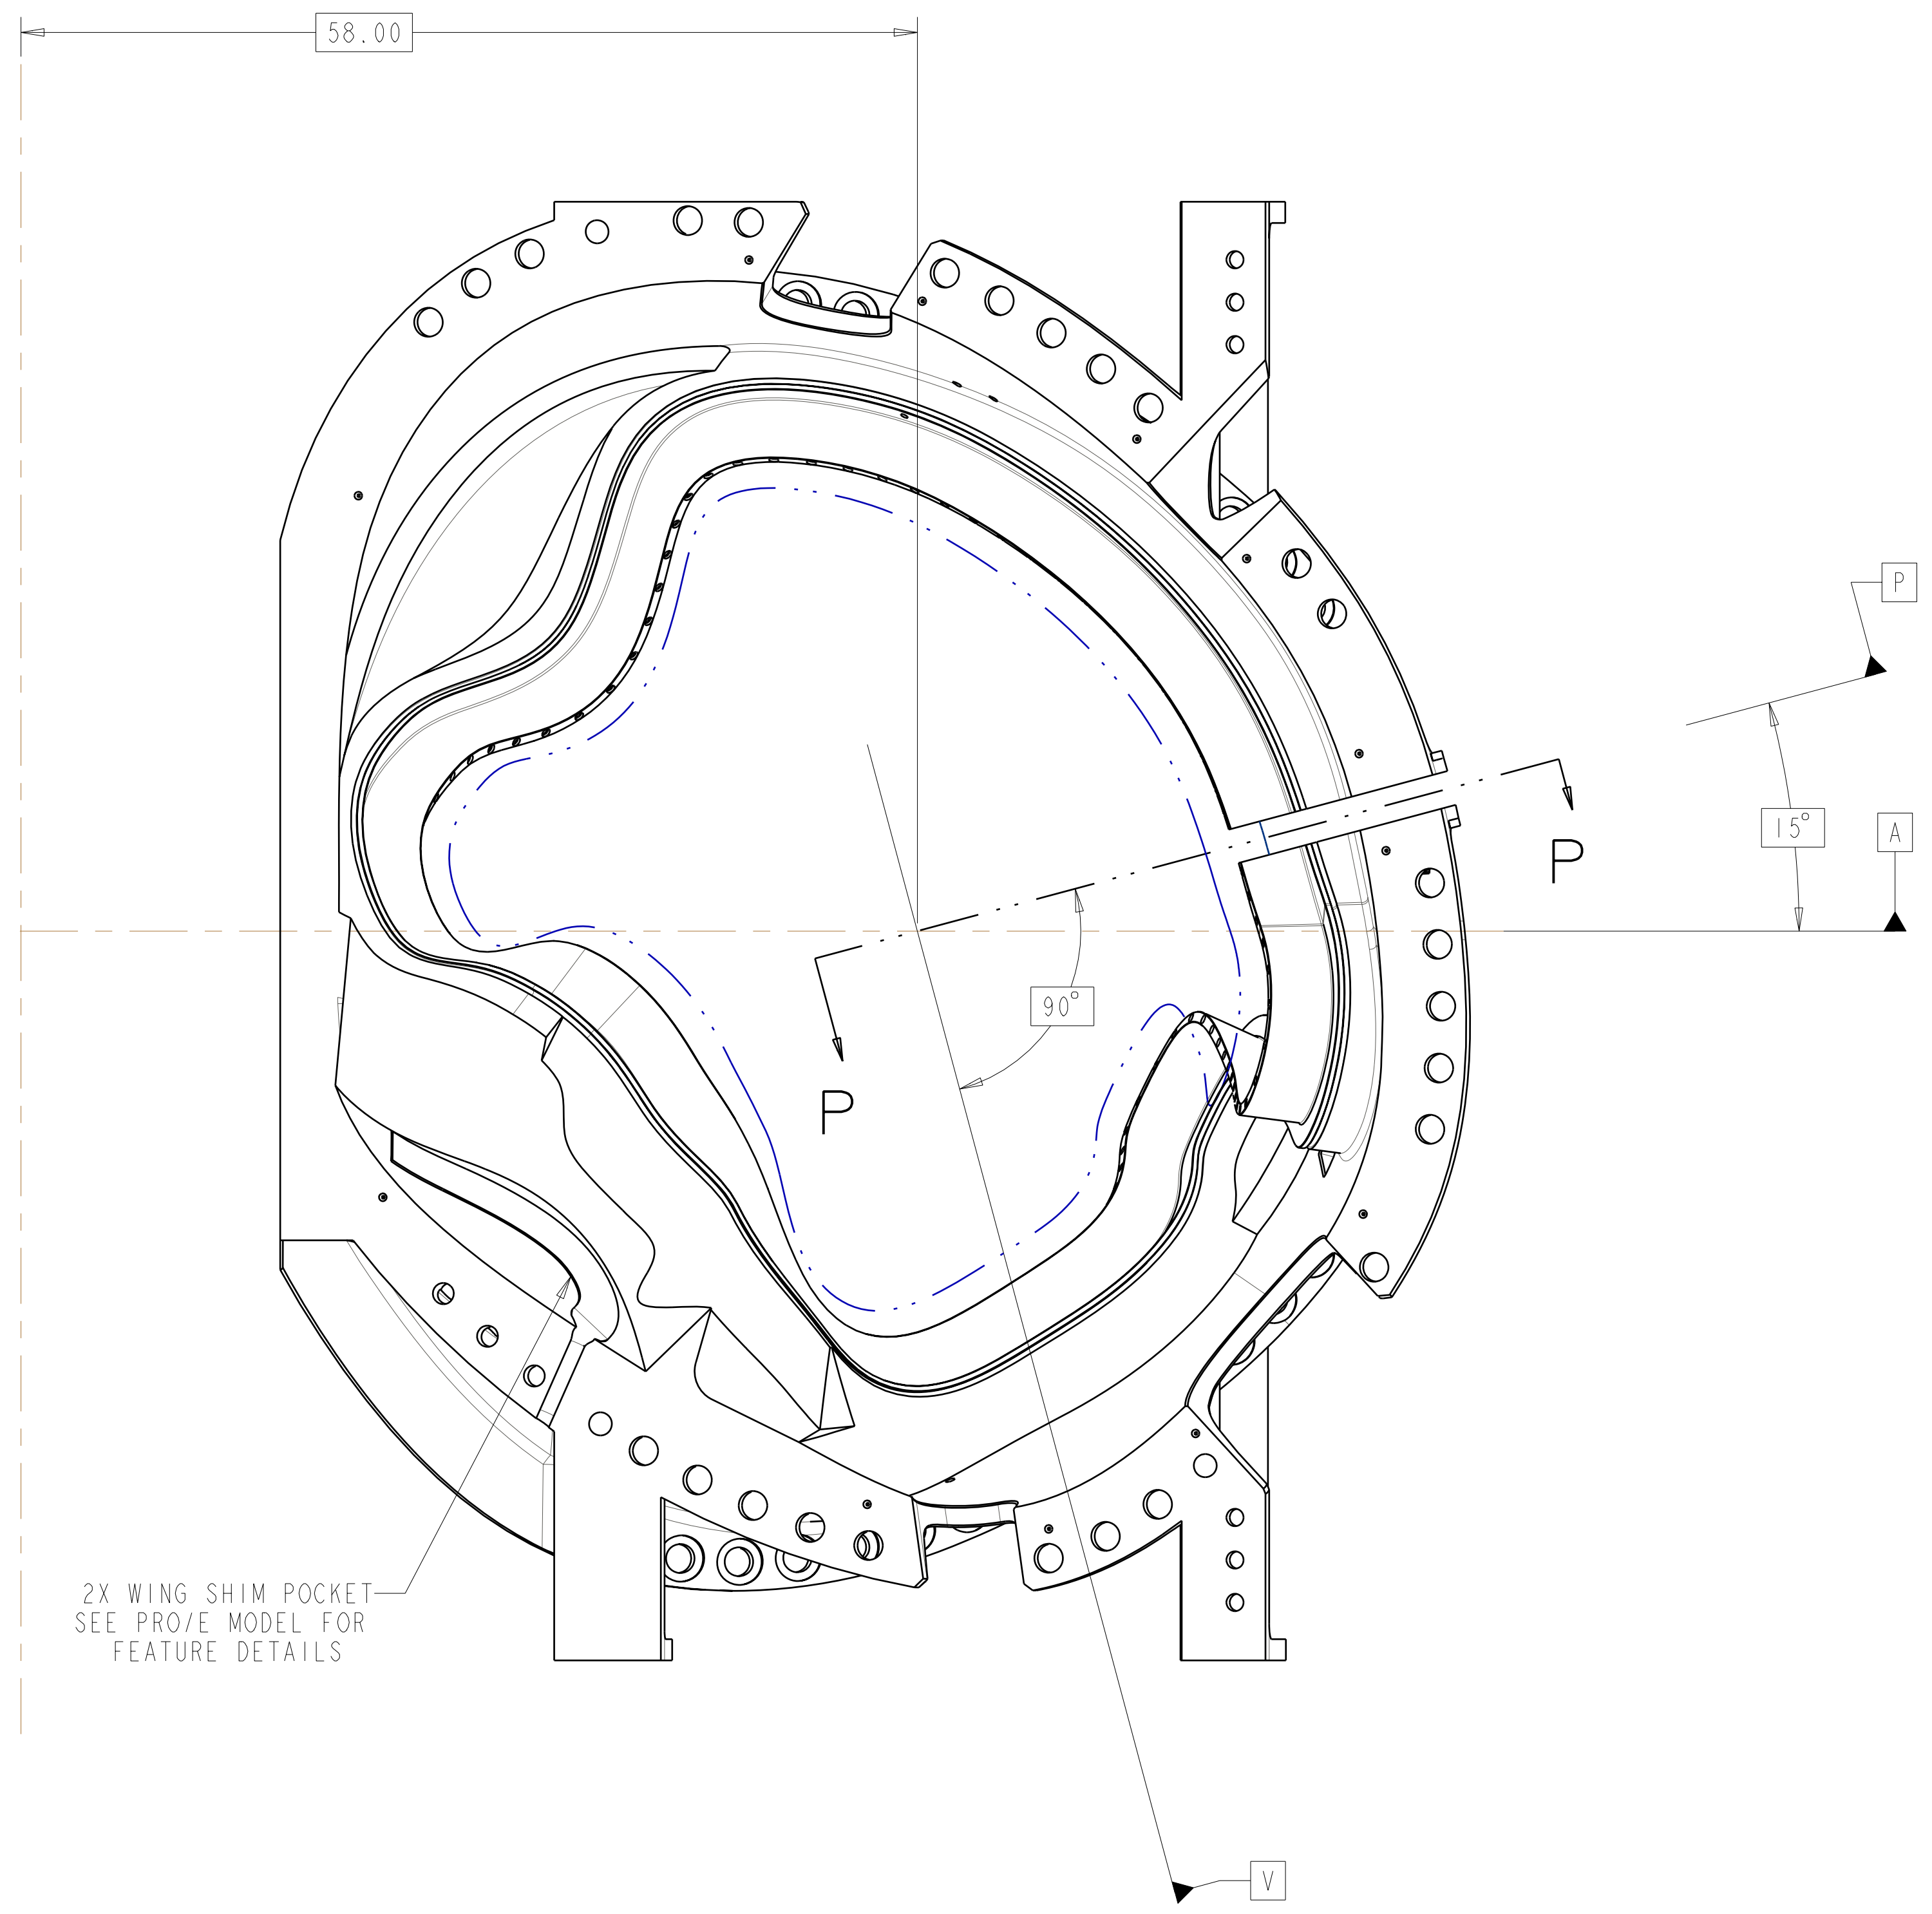 58.00
P
15°
A
P
90°
P
2X WING SHIM POCKET
SEE PRO/E MODEL FOR
FEATURE DETAILS
V